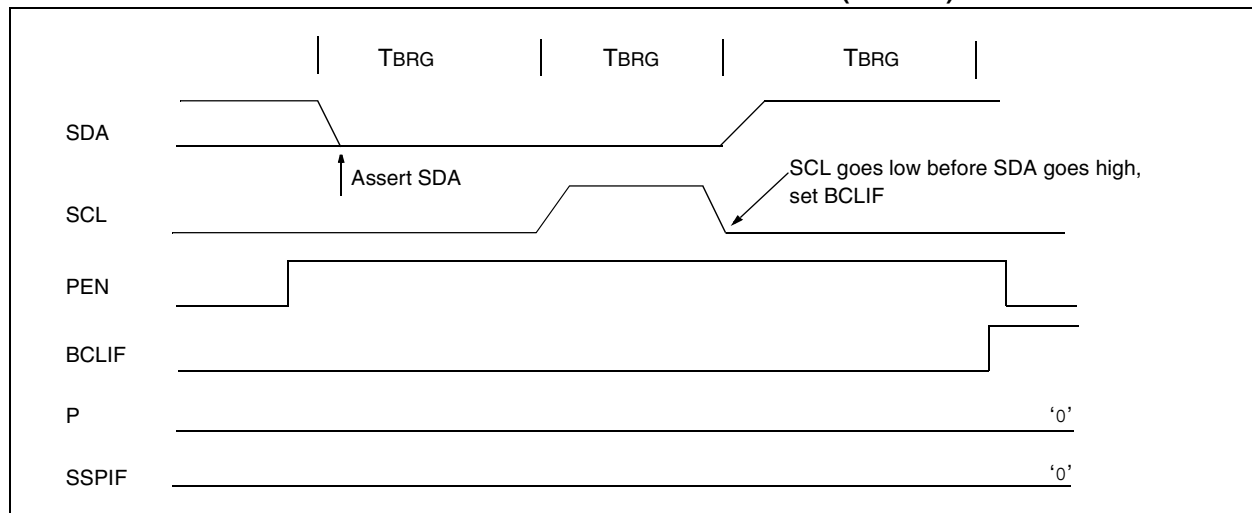 TBRG TBRG TBRG
SDA
Assert SDA
SCL goes low before SDA goes high,
set BCLIF
SCL
PEN
BCLIF
P
‘0’
SSPIF
‘0’